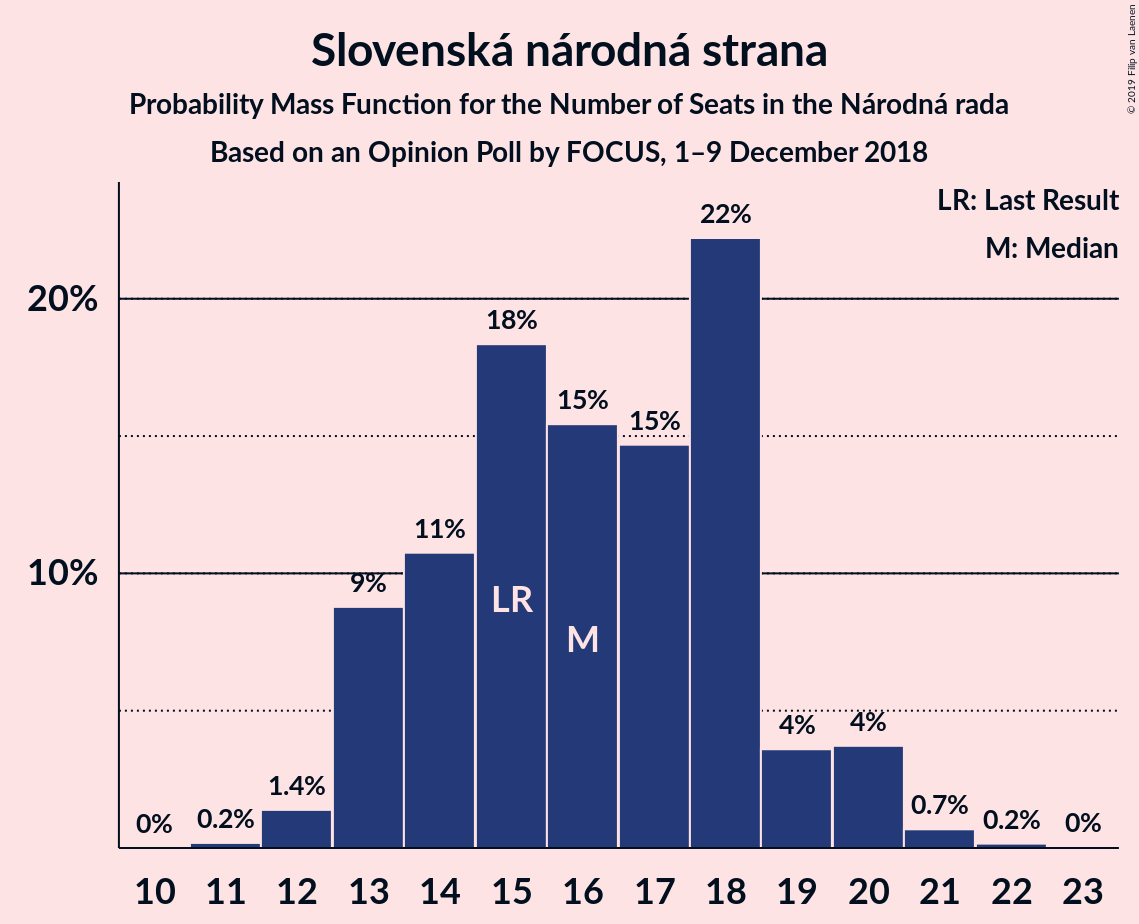 Slovenská národná strana
Probability Mass Function for the Number of Seats in the Národná rada
Based on an Opinion Poll by FOCUS, 1–9 December 2018
© 2019 Filip van Laenen
LR: Last Result
M: Median
20%
10%
0%
0.2%
1.4%
9%
11%
18%
15%
15%
22%
4%
4%
0.7%
0.2%
0%
LR
M
10 11 12 13 14 15 16 17 18 19 20 21 22 23